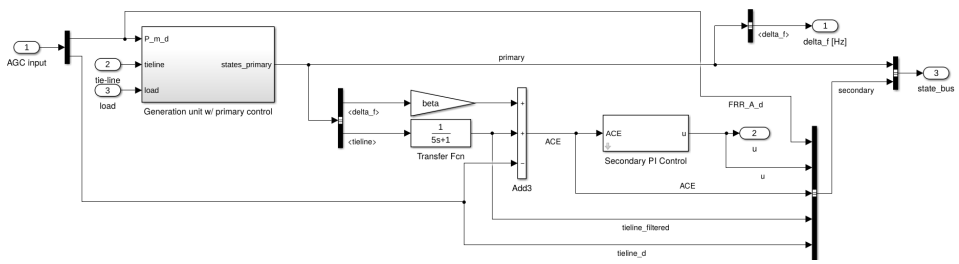 1
AGC input
P_m_d
2
tieline
tie-line
3
load
load
states_primary
Generation unit w/ primary control
primary
<delta_f>
1
delta_f [Hz]
3
state_bus
secondary
FRR_A_d
<delta_f>
beta
<tieline>
1
5s+1
Transfer Fcn
+
+
−
Add3
ACE
ACE
u
Secondary PI Control
2
u
u
ACE
tieline_filtered
tieline_d